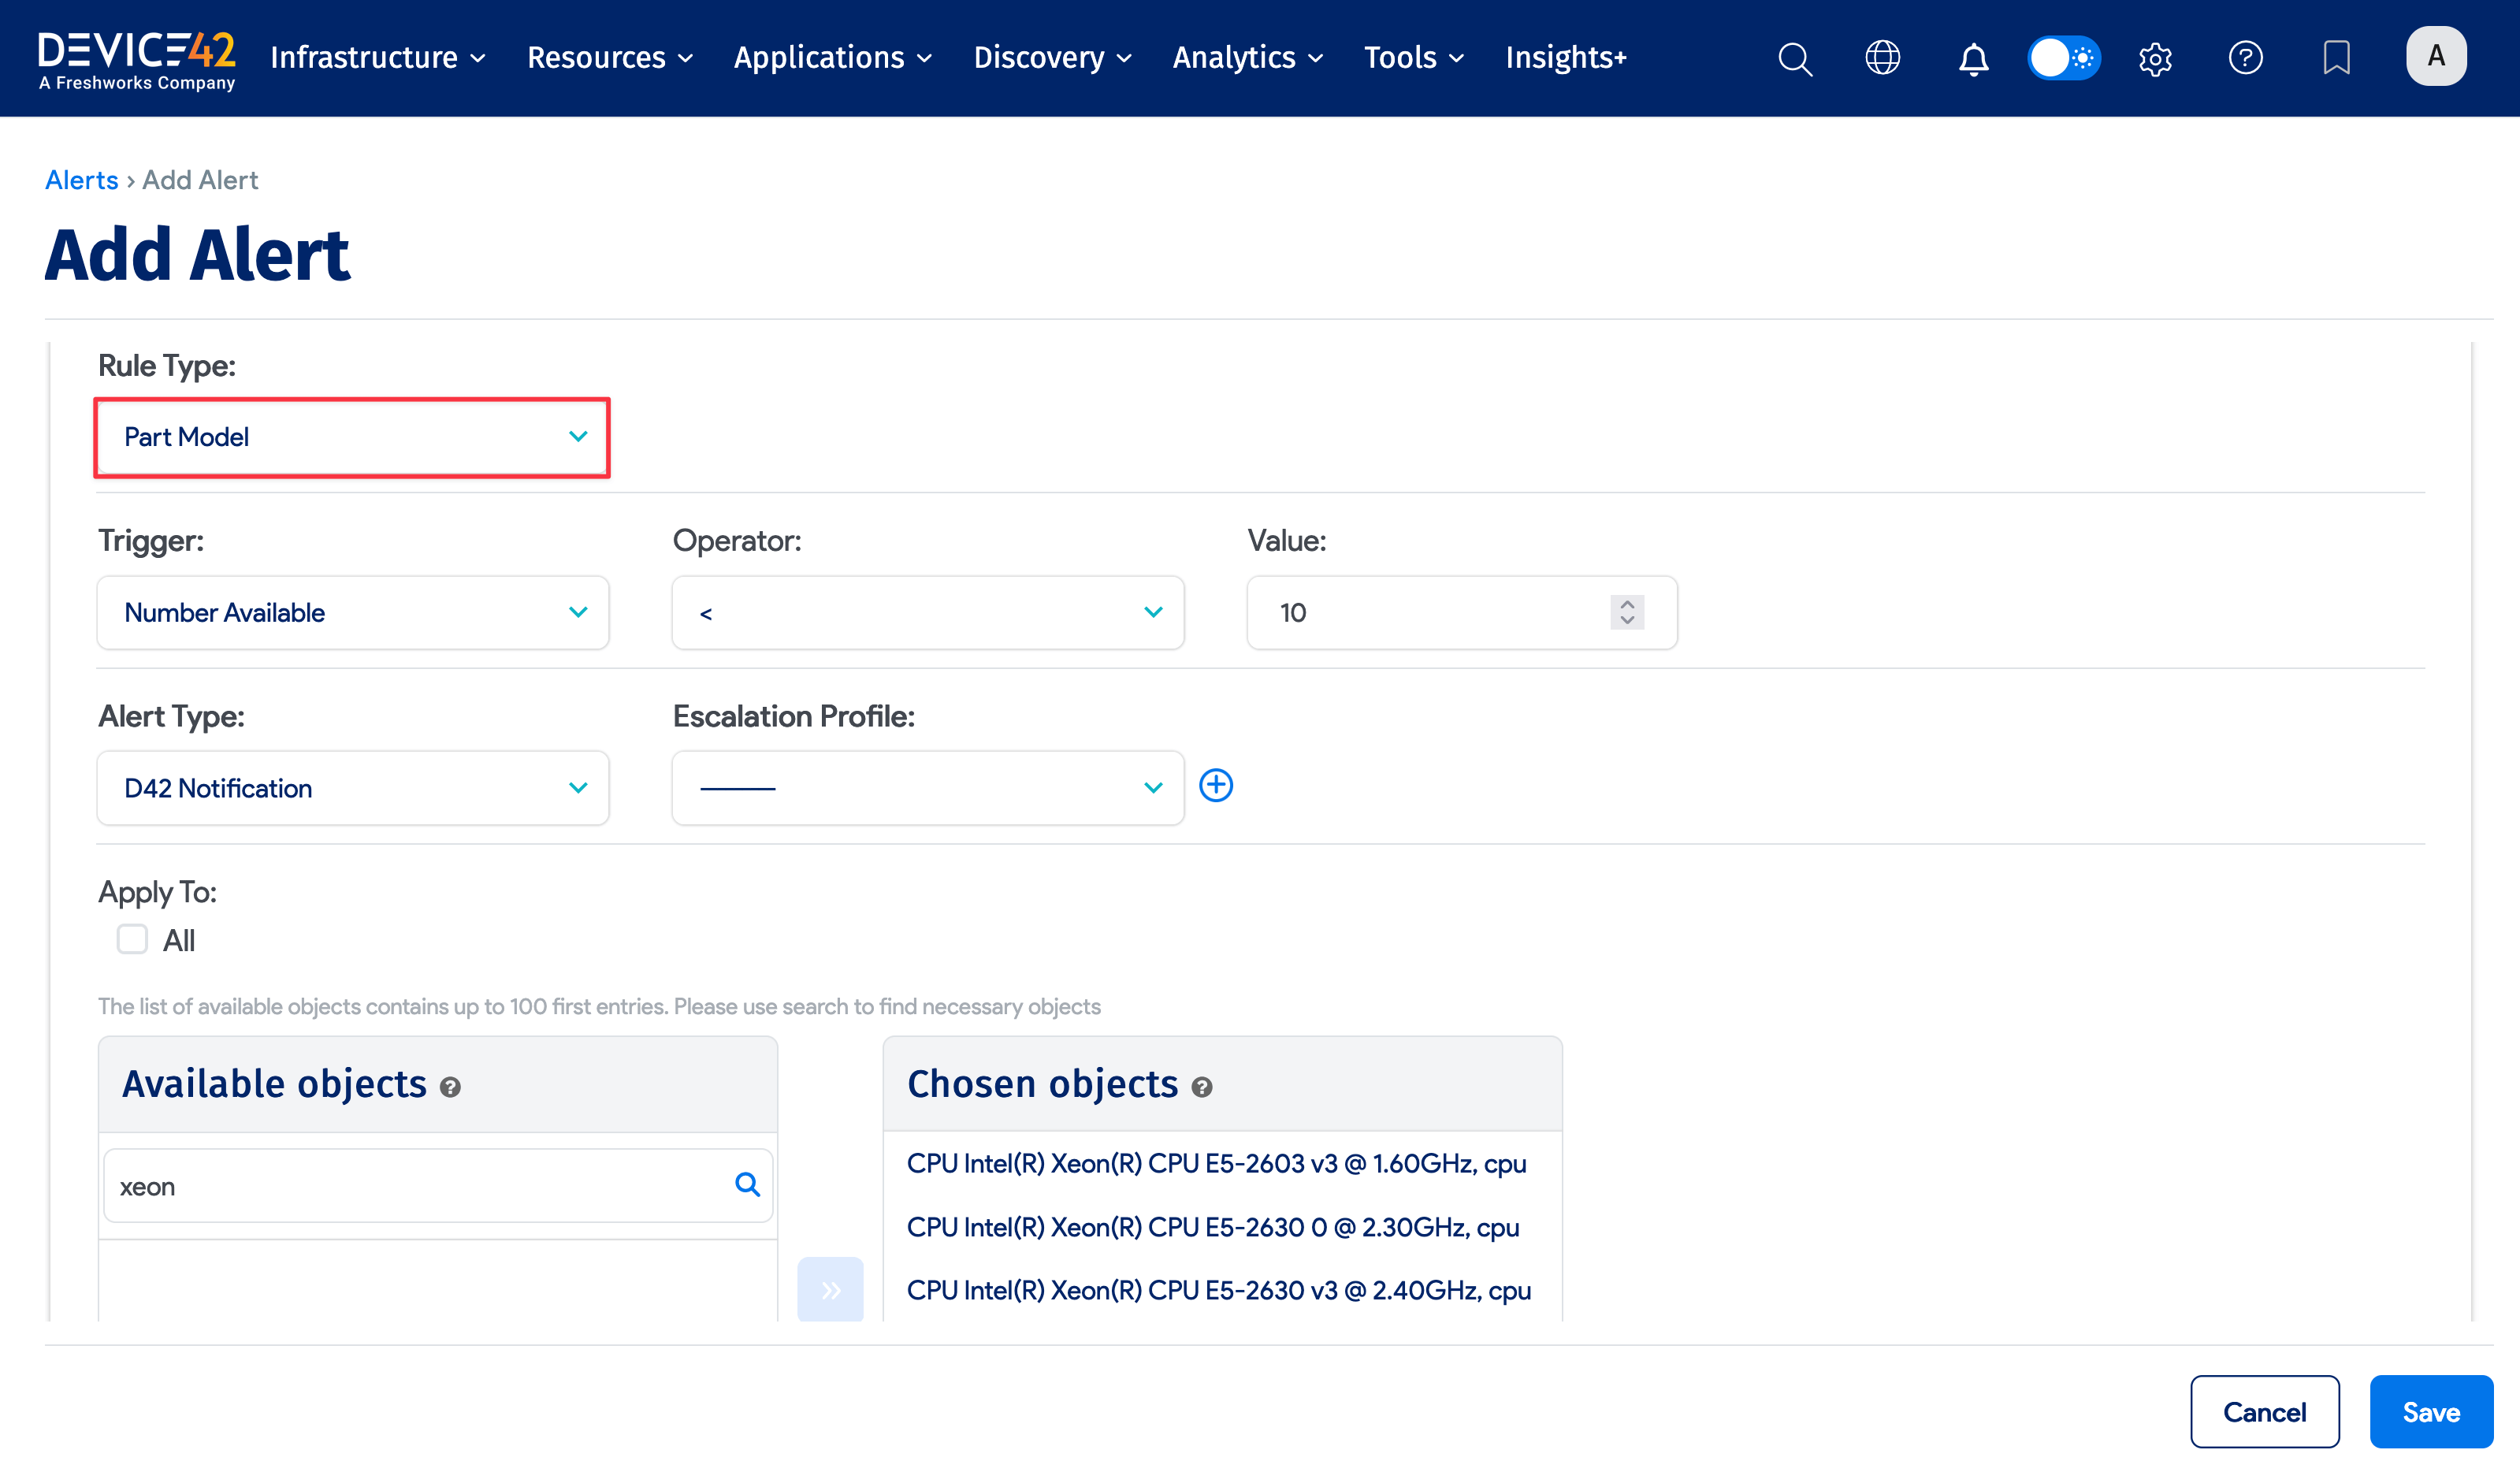 DEVICE42
A Freshworks Company
Infrastructure Resources Applications Discovery Analytics Tools Insights+
A
Alerts › Add Alert
Add Alert
Rule Type:
Part Model
Trigger: Operator: Value:
Number Available < 10
Alert Type: Escalation Profile:
D42 Notification
Apply To:
All
The list of available objects contains up to 100 first entries. Please use search to find necessary objects
Available objects ?
Chosen objects ?
xeon
CPU Intel(R) Xeon(R) CPU E5-2603 v3 @ 1.60GHz, cpu
CPU Intel(R) Xeon(R) CPU E5-2630 0 @ 2.30GHz, cpu
CPU Intel(R) Xeon(R) CPU E5-2630 v3 @ 2.40GHz, cpu
Cancel Save